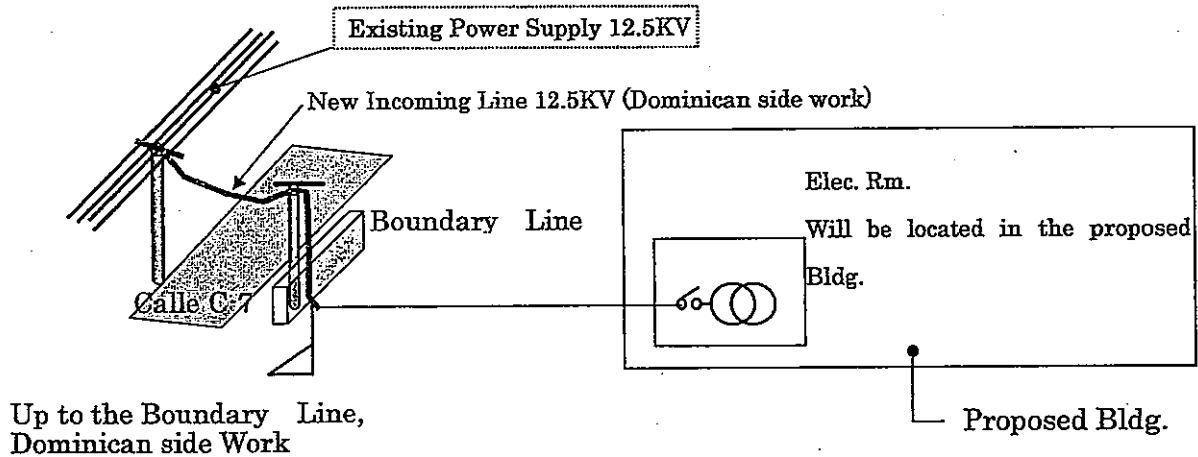 Existing Power Supply 12.5KV
New Incoming Line 12.5KV (Dominican side work)
Elec. Rm.
Will be located in the proposed
Bldg.
Boundary Line
Calle C 7
Up to the Boundary Line,
Dominican side Work
Proposed Bldg.